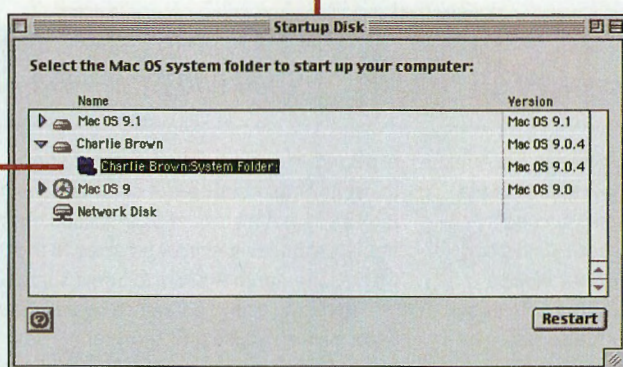 Startup Disk
Select the Mac OS system folder to start up your computer:
Name Version
Mac OS 9.1 Mac OS 9.1
Charlie Brown Mac OS 9.0.4
Charlie Brown:System Folder: Mac OS 9.0.4
Mac OS 9 Mac OS 9.0
Network Disk
? Restart